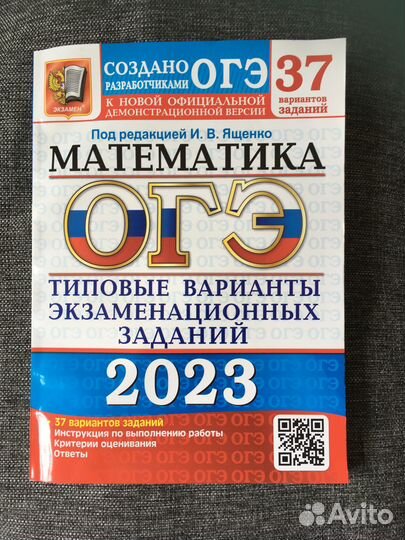 ЭКЗАМЕН
СОЗДАНО
РАЗРАБОТЧИКАМИ ОГЭ
К НОВОЙ ОФИЦИАЛЬНОЙ
ДЕМОНСТРАЦИОННОЙ ВЕРСИИ
37
вариантов
заданий
Под редакцией И. В. Ященко
МАТЕМАТИКА
ОГЭ
ТИПОВЫЕ ВАРИАНТЫ
ЭКЗАМЕНАЦИОННЫХ
ЗАДАНИЙ
2023
37 вариантов заданий
Инструкция по выполнению работы
Критерии оценивания
Ответы
Avito